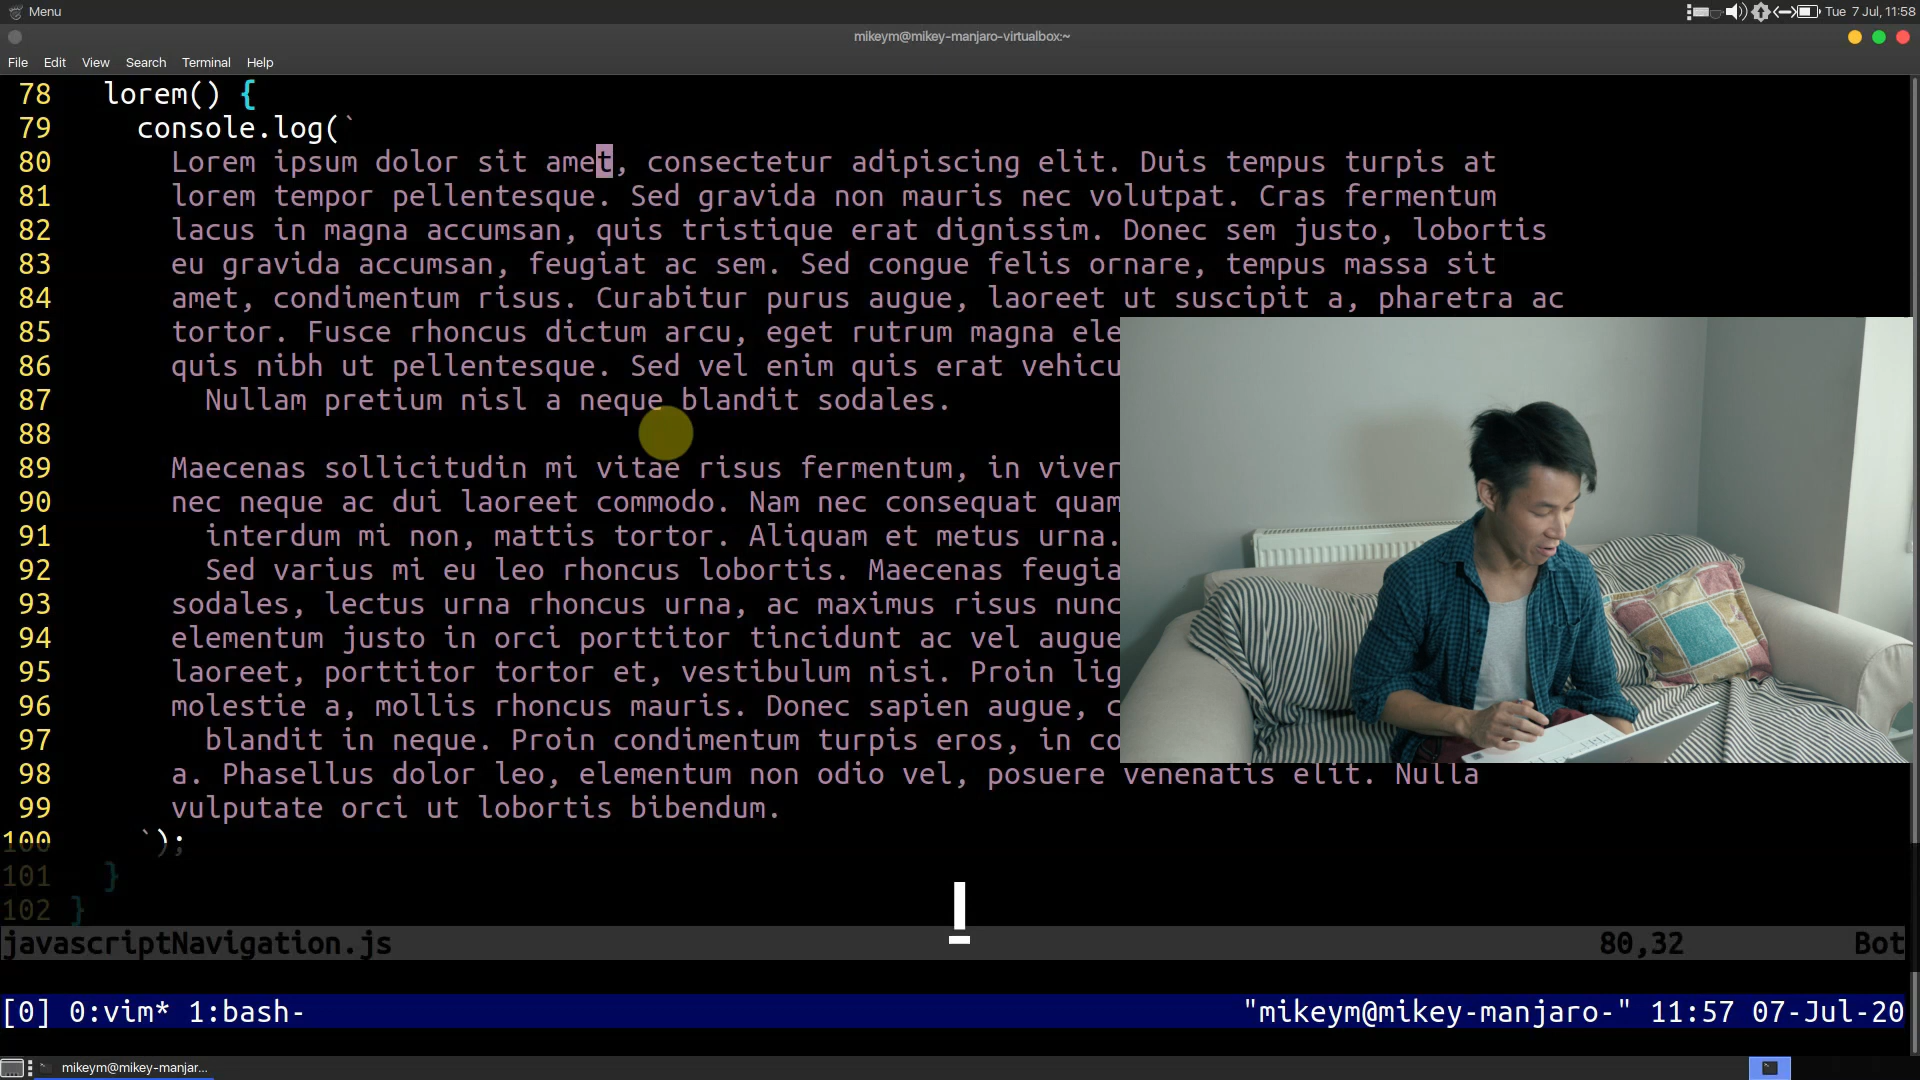 Menu
Tue 7 Jul, 11:58
mikeym@mikey-manjaro-virtualbox:~
File Edit View Search Terminal Help
78 lorem() {
79 console.log(`
80 Lorem ipsum dolor sit amet, consectetur adipiscing elit. Duis tempus turpis at
81 lorem tempor pellentesque. Sed gravida non mauris nec volutpat. Cras fermentum
82 lacus in magna accumsan, quis tristique erat dignissim. Donec sem justo, lobortis
83 eu gravida accumsan, feugiat ac sem. Sed congue felis ornare, tempus massa sit
84 amet, condimentum risus. Curabitur purus augue, laoreet ut suscipit a, pharetra ac
85 tortor. Fusce rhoncus dictum arcu, eget rutrum magna ele
86 quis nibh ut pellentesque. Sed vel enim quis erat vehicu
87 Nullam pretium nisl a neque blandit sodales.
88
89 Maecenas sollicitudin mi vitae risus fermentum, in viver
90 nec neque ac dui laoreet commodo. Nam nec consequat quam
91 interdum mi non, mattis tortor. Aliquam et metus urna.
92 Sed varius mi eu leo rhoncus lobortis. Maecenas feugia
93 sodales, lectus urna rhoncus urna, ac maximus risus nunc
94 elementum justo in orci porttitor tincidunt ac vel augue
95 laoreet, porttitor tortor et, vestibulum nisi. Proin lig
96 molestie a, mollis rhoncus mauris. Donec sapien augue, c
97 blandit in neque. Proin condimentum turpis eros, in co
98 a. Phasellus dolor leo, elementum non odio vel, posuere venenatis elit. Nulla
99 vulputate orci ut lobortis bibendum.
100 `);
101 }
102 }
javascriptNavigation.js 80,32 Bot
[0] 0:vim* 1:bash- "mikeym@mikey-manjaro-" 11:57 07-Jul-20
mikeym@mikey-manjar...